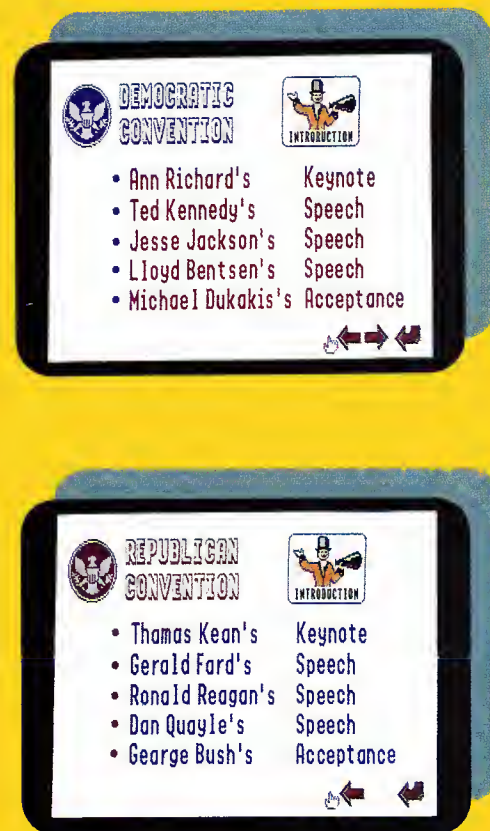 DEMOCRATIC
CONVENTION
INTRODUCTION
• Ann Richard's Keynote
• Ted Kennedy's Speech
• Jesse Jackson's Speech
• Lloyd Bentsen's Speech
• Michael Dukakis's Acceptance
REPUBLICAN
CONVENTION
INTRODUCTION
• Thomas Kean's Keynote
• Gerald Ford's Speech
• Ronald Reagan's Speech
• Dan Quayle's Speech
• George Bush's Acceptance